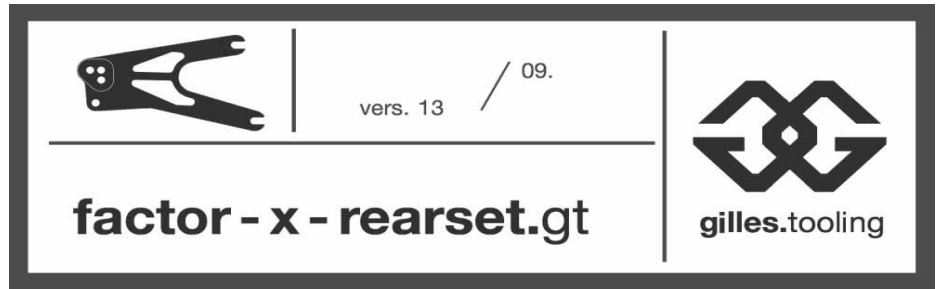 vers. 13 / 09.
factor - x - rearset.gt
gilles.tooling